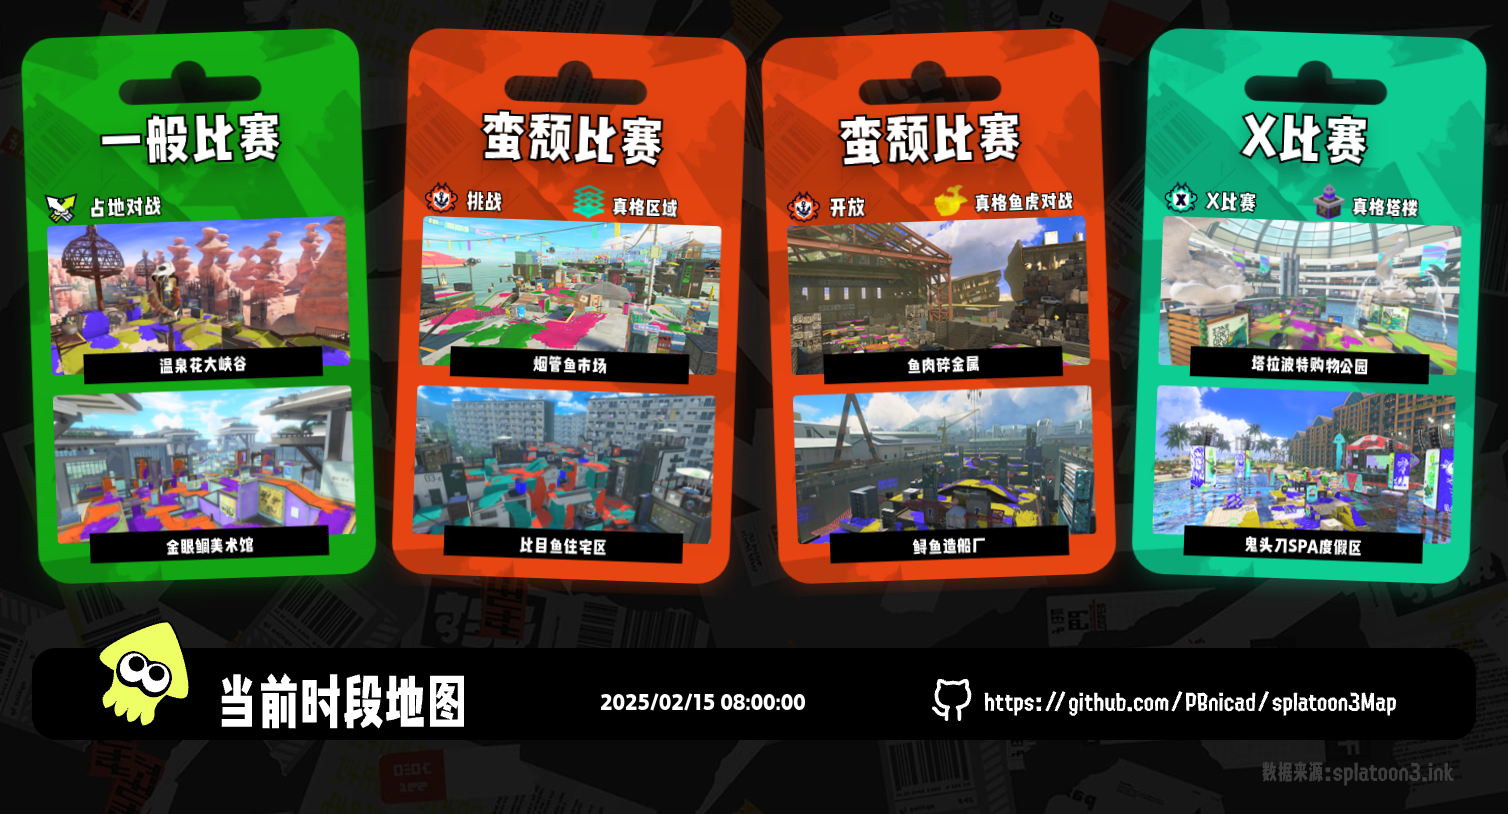 一般比赛
占地对战
温泉花大峡谷
金眼鲷美术馆
蛮颓比赛
挑战
真格区域
烟管鱼市场
比目鱼住宅区
蛮颓比赛
开放
真格鱼虎对战
鱼肉碎金属
鲟鱼造船厂
X比赛
X比赛
真格塔楼
塔拉波特购物公园
鬼头刀SPA度假区
当前时段地图
2025/02/15 08:00:00
https://github.com/PBnicad/splatoon3Map
数据来源:splatoon3.ink